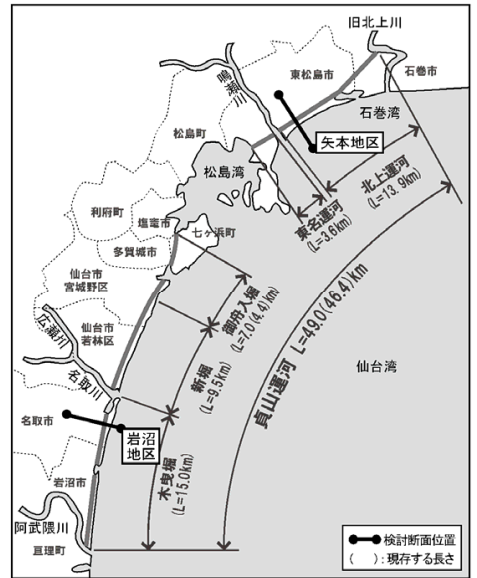 旧北上川
鳴瀬川
東松島市
石巻市
石巻湾
松島町
矢本地区
松島湾
北上運河
(L=13.9km)
東名運河
(L=3.6km)
利府町
塩竈市
七ヶ浜町
多賀城市
仙台市
宮城野区
御舟入堀
(L=7.0(4.4)km)
貞山運河 L=49.0(46.4)km
仙台市
若林区
広瀬川
新堀
(L=9.5km)
仙台湾
名取川
名取市
岩沼
地区
木曳堀
(L=15.0km)
岩沼市
阿武隈川
亘理町
検討断面位置
( ):現存する長さ